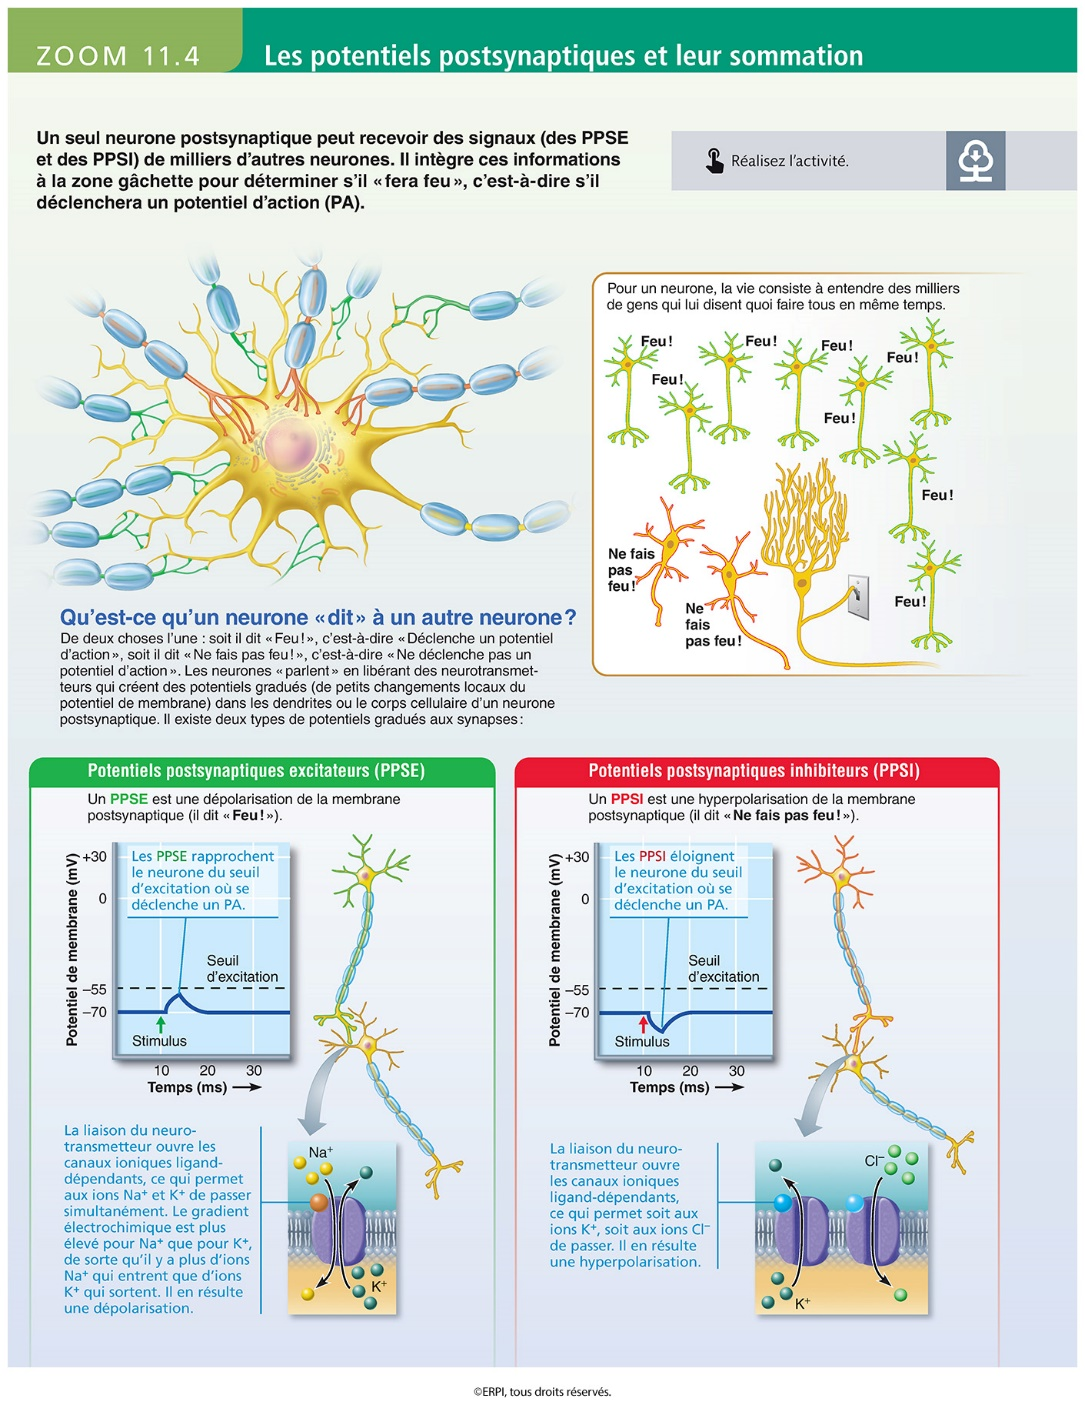 ZOOM 11.4
Les potentiels postsynaptiques et leur sommation
Un seul neurone postsynaptique peut recevoir des signaux (des PPSE
et des PPSI) de milliers d'autres neurones. Il intègre ces informations
à la zone gâchette pour déterminer s'il « fera feu », c'est-à-dire s'il
déclenchera un potentiel d'action (PA).
Réalisez l'activité.
Pour un neurone, la vie consiste à entendre des milliers
de gens qui lui disent quoi faire tous en même temps.
Feu !
Feu !
Feu !
Feu !
Feu !
Feu !
Feu !
Ne fais
pas
feu !
Ne
fais
pas feu !
Feu !
Qu'est-ce qu'un neurone « dit » à un autre neurone ?
De deux choses l'une : soit il dit « Feu ! », c'est-à-dire « Déclenche un potentiel
d'action », soit il dit « Ne fais pas feu ! », c'est-à-dire « Ne déclenche pas un
potentiel d'action ». Les neurones « parlent » en libérant des neurotransmet-
teurs qui créent des potentiels gradués (de petits changements locaux du
potentiel de membrane) dans les dendrites ou le corps cellulaire d'un neurone
postsynaptique. Il existe deux types de potentiels gradués aux synapses :
Potentiels postsynaptiques excitateurs (PPSE)
Un PPSE est une dépolarisation de la membrane
postsynaptique (il dit « Feu ! »).
Potentiel de membrane (mV)
+30
0
–55
–70
Les PPSE rapprochent
le neurone du seuil
d'excitation où se
déclenche un PA.
Seuil
d'excitation
Stimulus
10 20 30
Temps (ms)
La liaison du neuro-
transmetteur ouvre les
canaux ioniques ligand-
dépendants, ce qui permet
aux ions Na⁺ et K⁺ de passer
simultanément. Le gradient
électrochimique est plus
élevé pour Na⁺ que pour K⁺,
de sorte qu'il y a plus d'ions
Na⁺ qui entrent que d'ions
K⁺ qui sortent. Il en résulte
une dépolarisation.
Na⁺
K⁺
Potentiels postsynaptiques inhibiteurs (PPSI)
Un PPSI est une hyperpolarisation de la membrane
postsynaptique (il dit « Ne fais pas feu ! »).
Potentiel de membrane (mV)
+30
0
–55
–70
Les PPSI éloignent
le neurone du seuil
d'excitation où se
déclenche un PA.
Seuil
d'excitation
Stimulus
10 20 30
Temps (ms)
La liaison du neuro-
transmetteur ouvre
les canaux ioniques
ligand-dépendants,
ce qui permet soit aux
ions K⁺, soit aux ions Cl⁻
de passer. Il en résulte
une hyperpolarisation.
Cl⁻
K⁺
©ERPI, tous droits réservés.